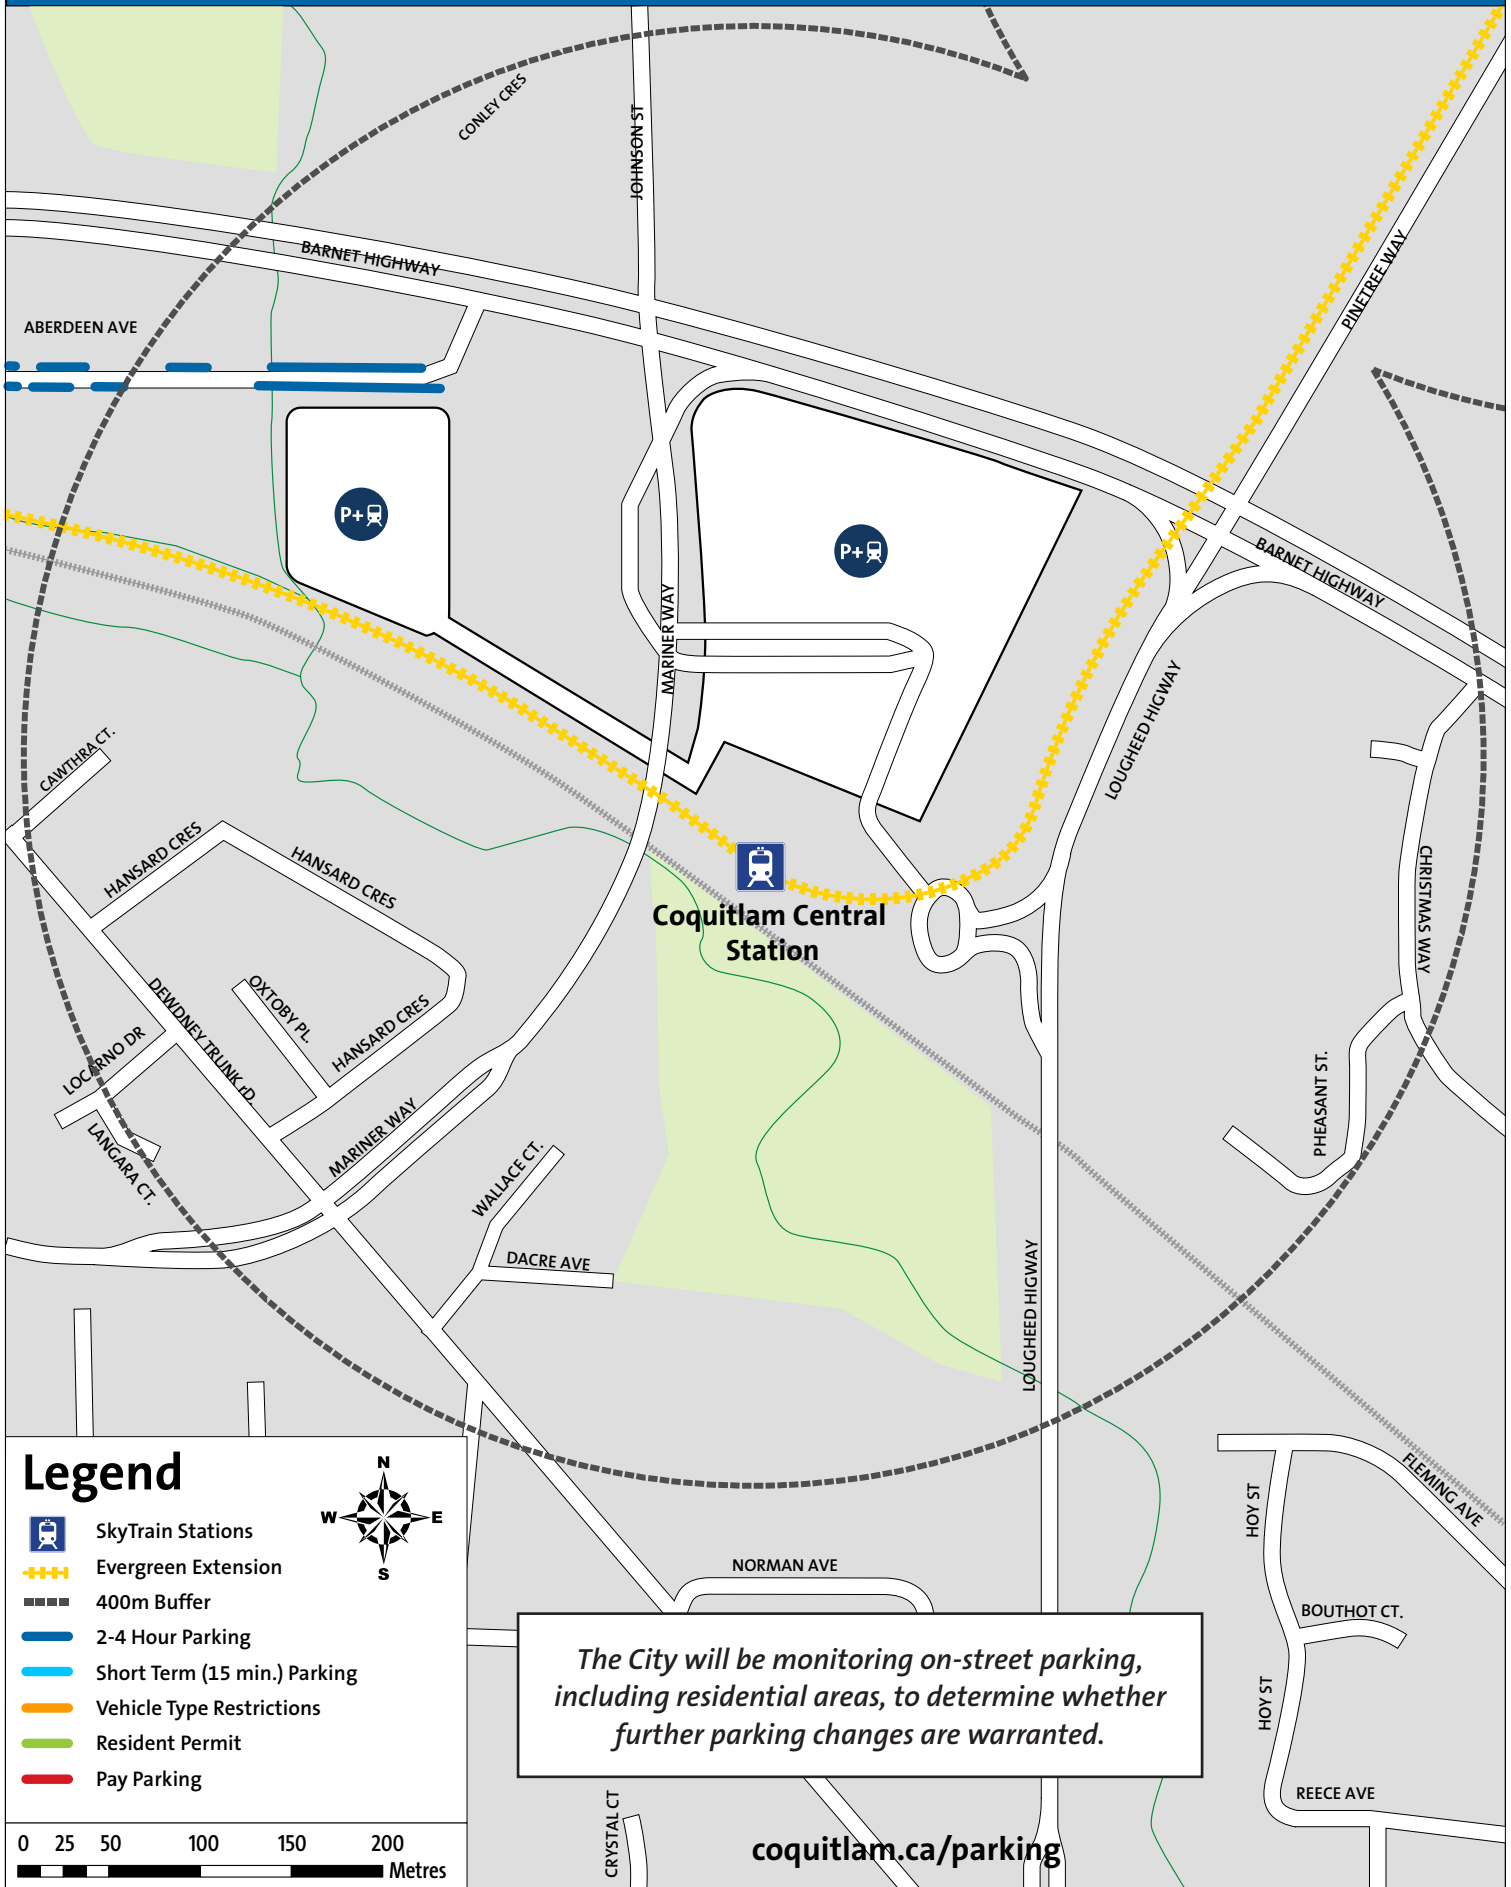 CONLEY CRES
JOHNSON ST
BARNET HIGHWAY
PINETREE WAY
ABERDEEN AVE
P+
P+
BARNET HIGHWAY
MARINER WAY
LOUGHEED HIGWAY
CAWTHRA CT.
HANSARD CRES
HANSARD CRES
CHRISTMAS WAY
Coquitlam Central
Station
DEWDNEY TRUNK rD.
OXTOBY PL.
HANSARD CRES
LOCARNO DR
LANGARA CT.
MARINER WAY
WALLACE CT.
DACRE AVE
PHEASANT ST.
LOUGHEED HIGWAY
FLEMING AVE
HOY ST
NORMAN AVE
BOUTHOT CT.
HOY ST
REECE AVE
CRYSTAL CT
Legend
N
W
E
S
SkyTrain Stations
Evergreen Extension
400m Buffer
2-4 Hour Parking
Short Term (15 min.) Parking
Vehicle Type Restrictions
Resident Permit
Pay Parking
0 25 50 100 150 200
Metres
The City will be monitoring on-street parking,
including residential areas, to determine whether
further parking changes are warranted.
coquitlam.ca/parking